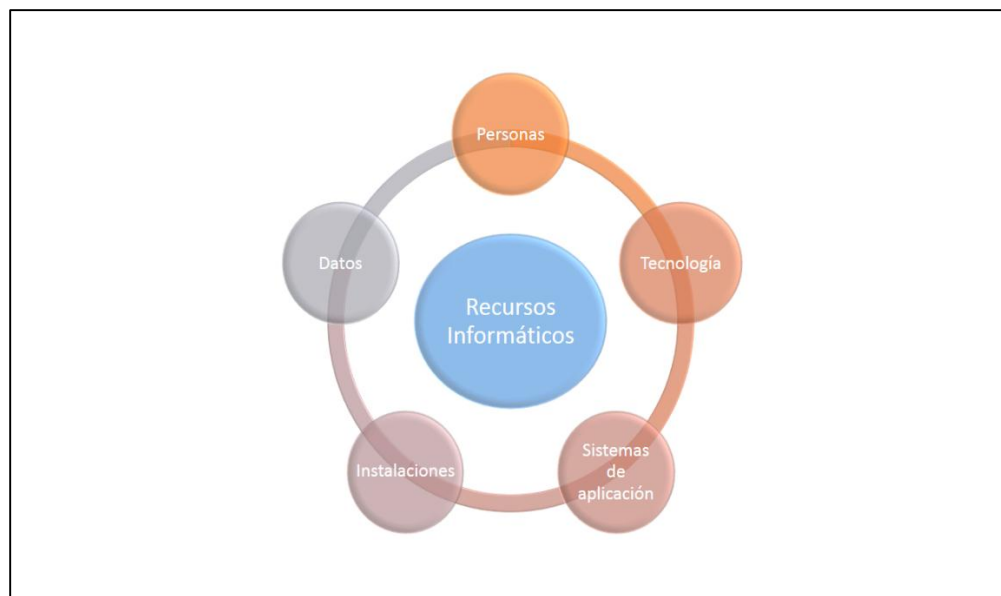 Personas
Datos
Tecnología
Recursos
Informáticos
Instalaciones
Sistemas
de
aplicación